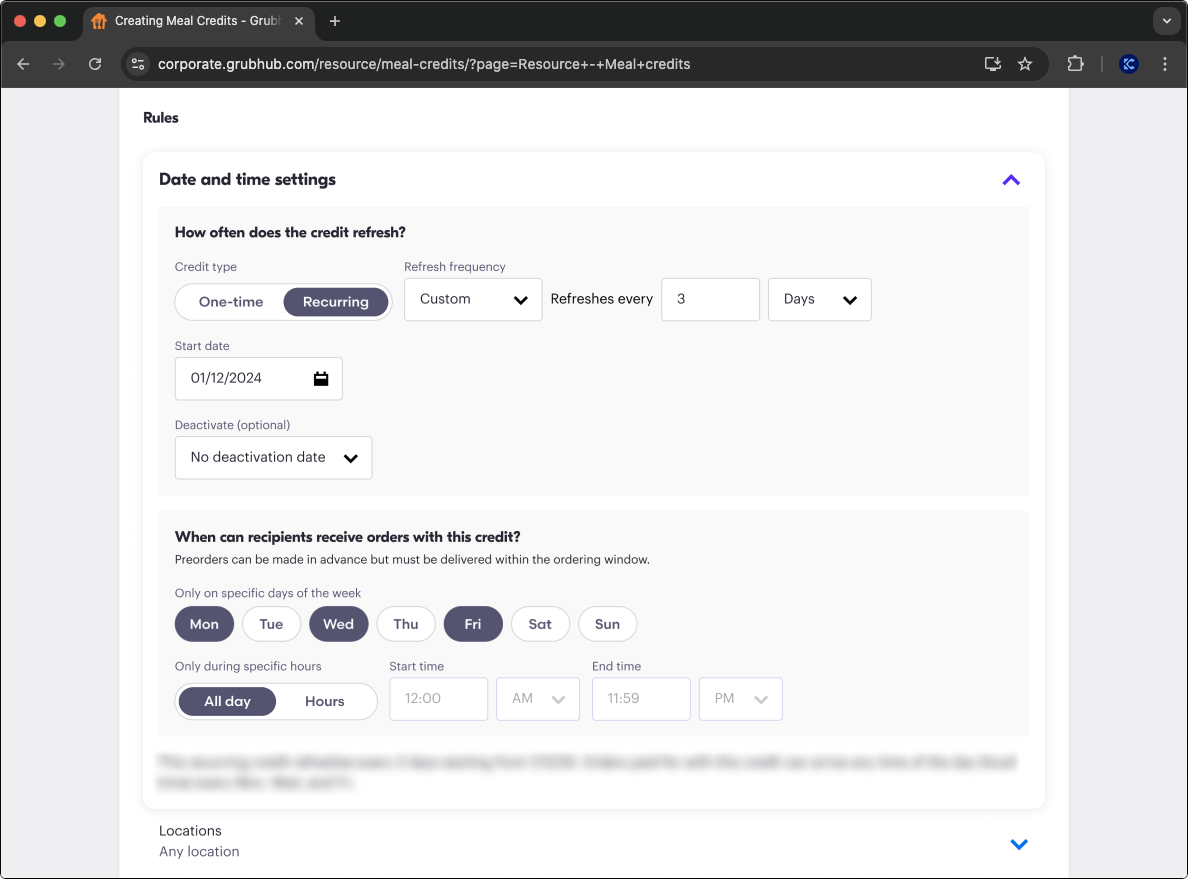 Creating Meal Credits - Grub
corporate.grubhub.com/resource/meal-credits/?page=Resource+-+Meal+credits
Rules
Date and time settings
How often does the credit refresh?
Credit type
Refresh frequency
One-time Recurring
Custom
Refreshes every
3
Days
Start date
01/12/2024
Deactivate (optional)
No deactivation date
When can recipients receive orders with this credit?
Preorders can be made in advance but must be delivered within the ordering window.
Only on specific days of the week
Mon Tue Wed Thu Fri Sat Sun
Only during specific hours
Start time
End time
All day Hours
12:00
AM
11:59
PM
Locations
Any location